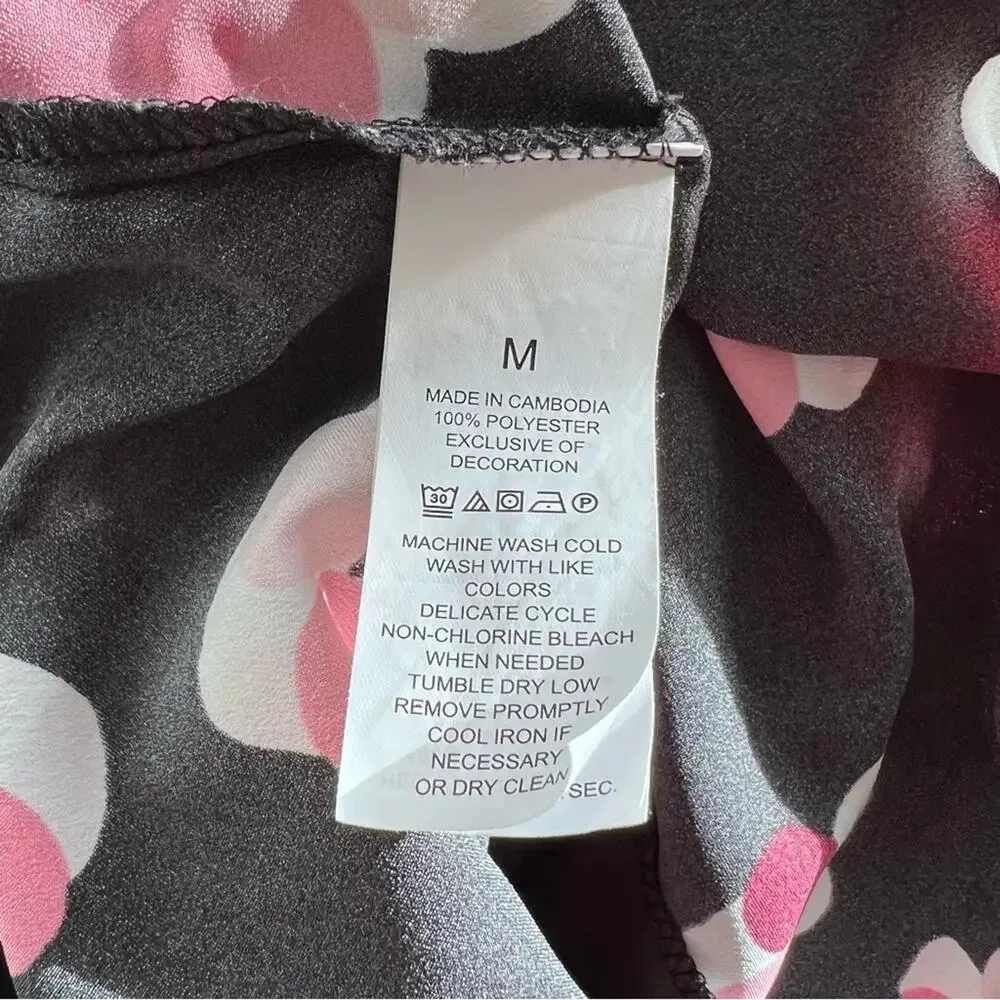 M
MADE IN CAMBODIA
100% POLYESTER
EXCLUSIVE OF
DECORATION
30 P
MACHINE WASH COLD
WASH WITH LIKE
COLORS
DELICATE CYCLE
NON-CHLORINE BLEACH
WHEN NEEDED
TUMBLE DRY LOW
REMOVE PROMPTLY
COOL IRON IF
NECESSARY
OR DRY CLEAN
SEC.